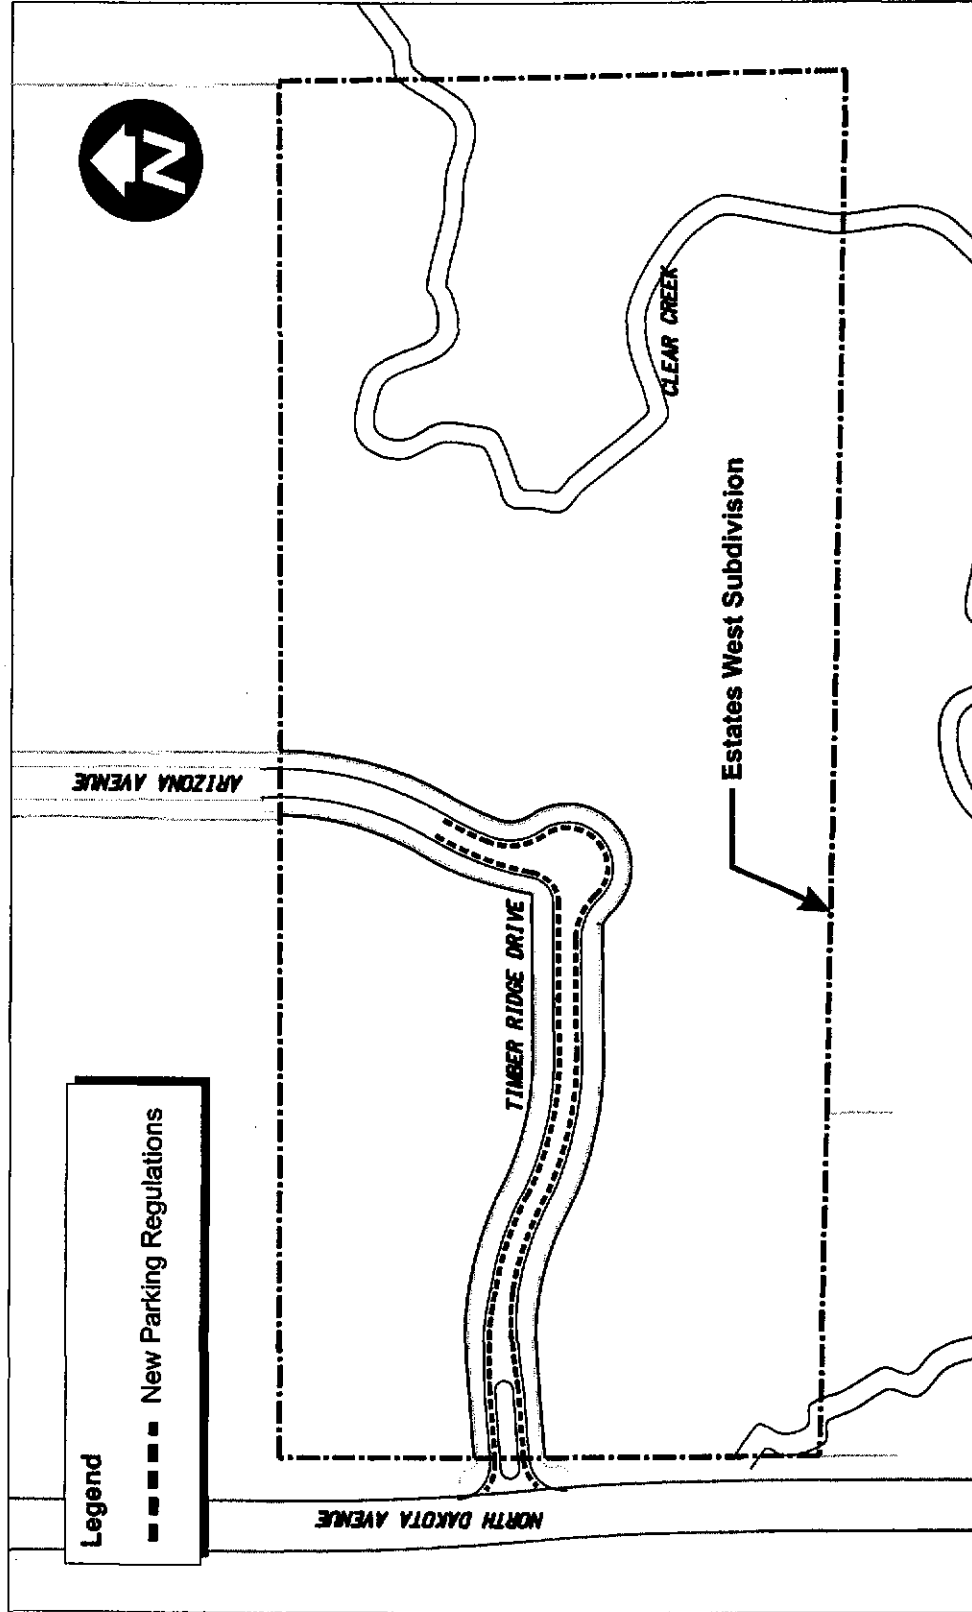 Legend
New Parking Regulations
N
NORTH DAKOTA AVENUE
TIMBER RIDGE DRIVE
ARIZONA AVENUE
CLEAR CREEK
Estates West Subdivision